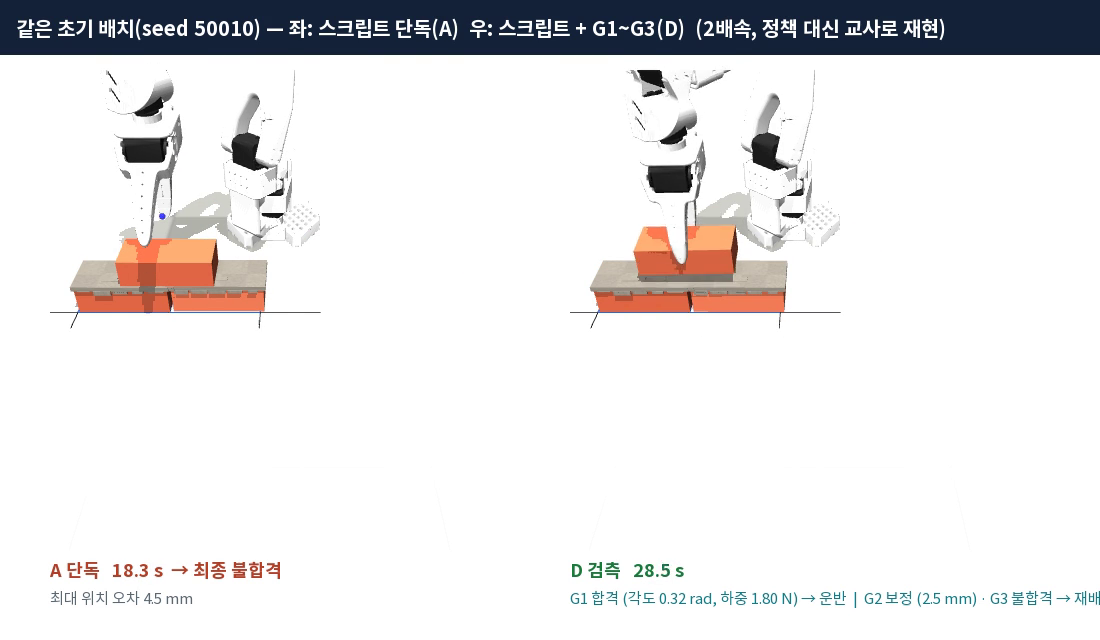 같은 초기 배치(seed 50010) — 좌: 스크립트 단독(A)  우: 스크립트 + G1~G3(D)  (2배속, 정책 대신 교사로 재현)
A 단독   18.3 s  → 최종 불합격
최대 위치 오차 4.5 mm
D 검측   28.5 s
G1 합격 (각도 0.32 rad, 하중 1.80 N) → 운반  |  G2 보정 (2.5 mm) · G3 불합격 → 재배